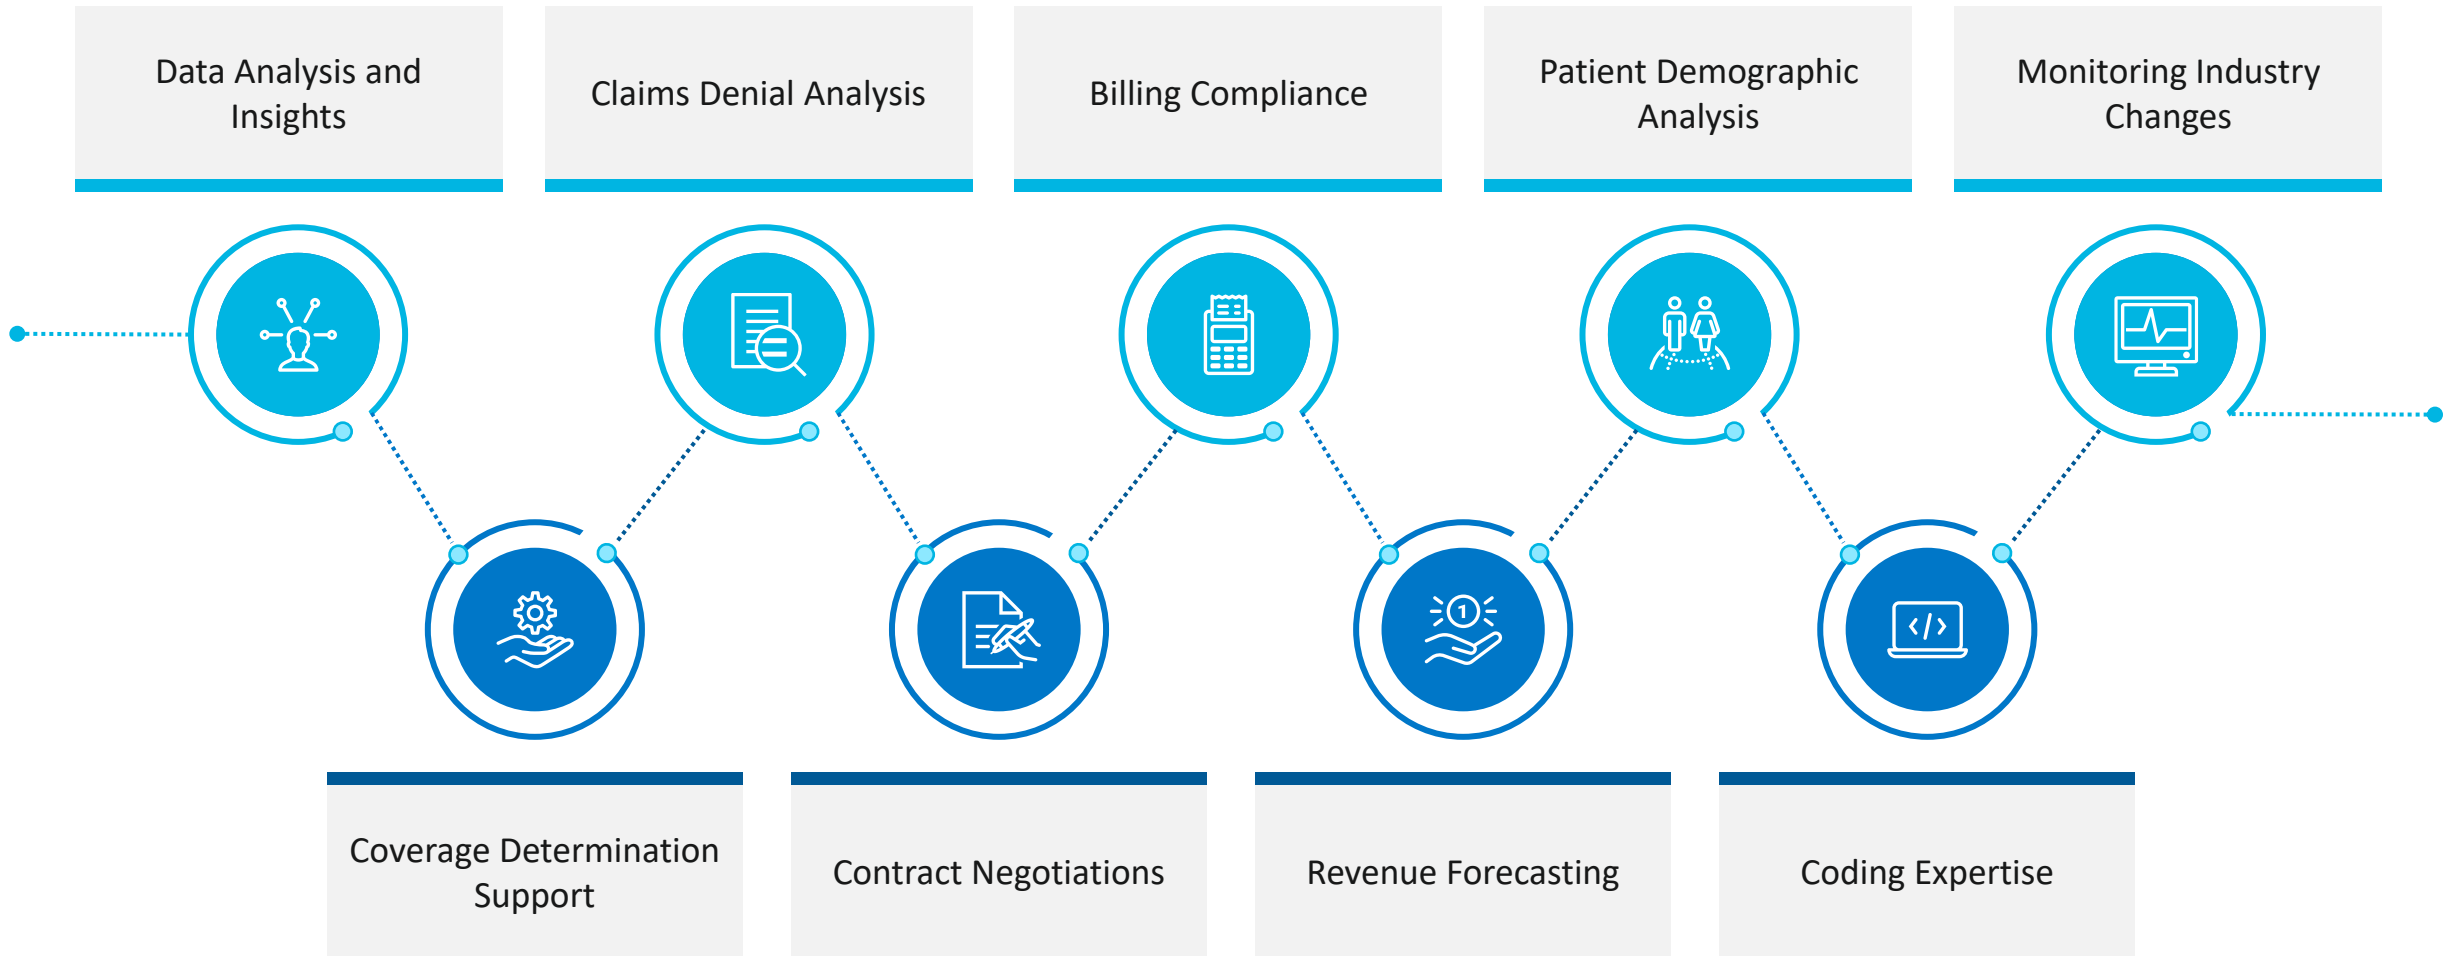 Data Analysis and
Insights
Claims Denial Analysis
Billing Compliance
Patient Demographic
Analysis
Monitoring Industry
Changes
1
</>
Coverage Determination
Support
Contract Negotiations
Revenue Forecasting
Coding Expertise